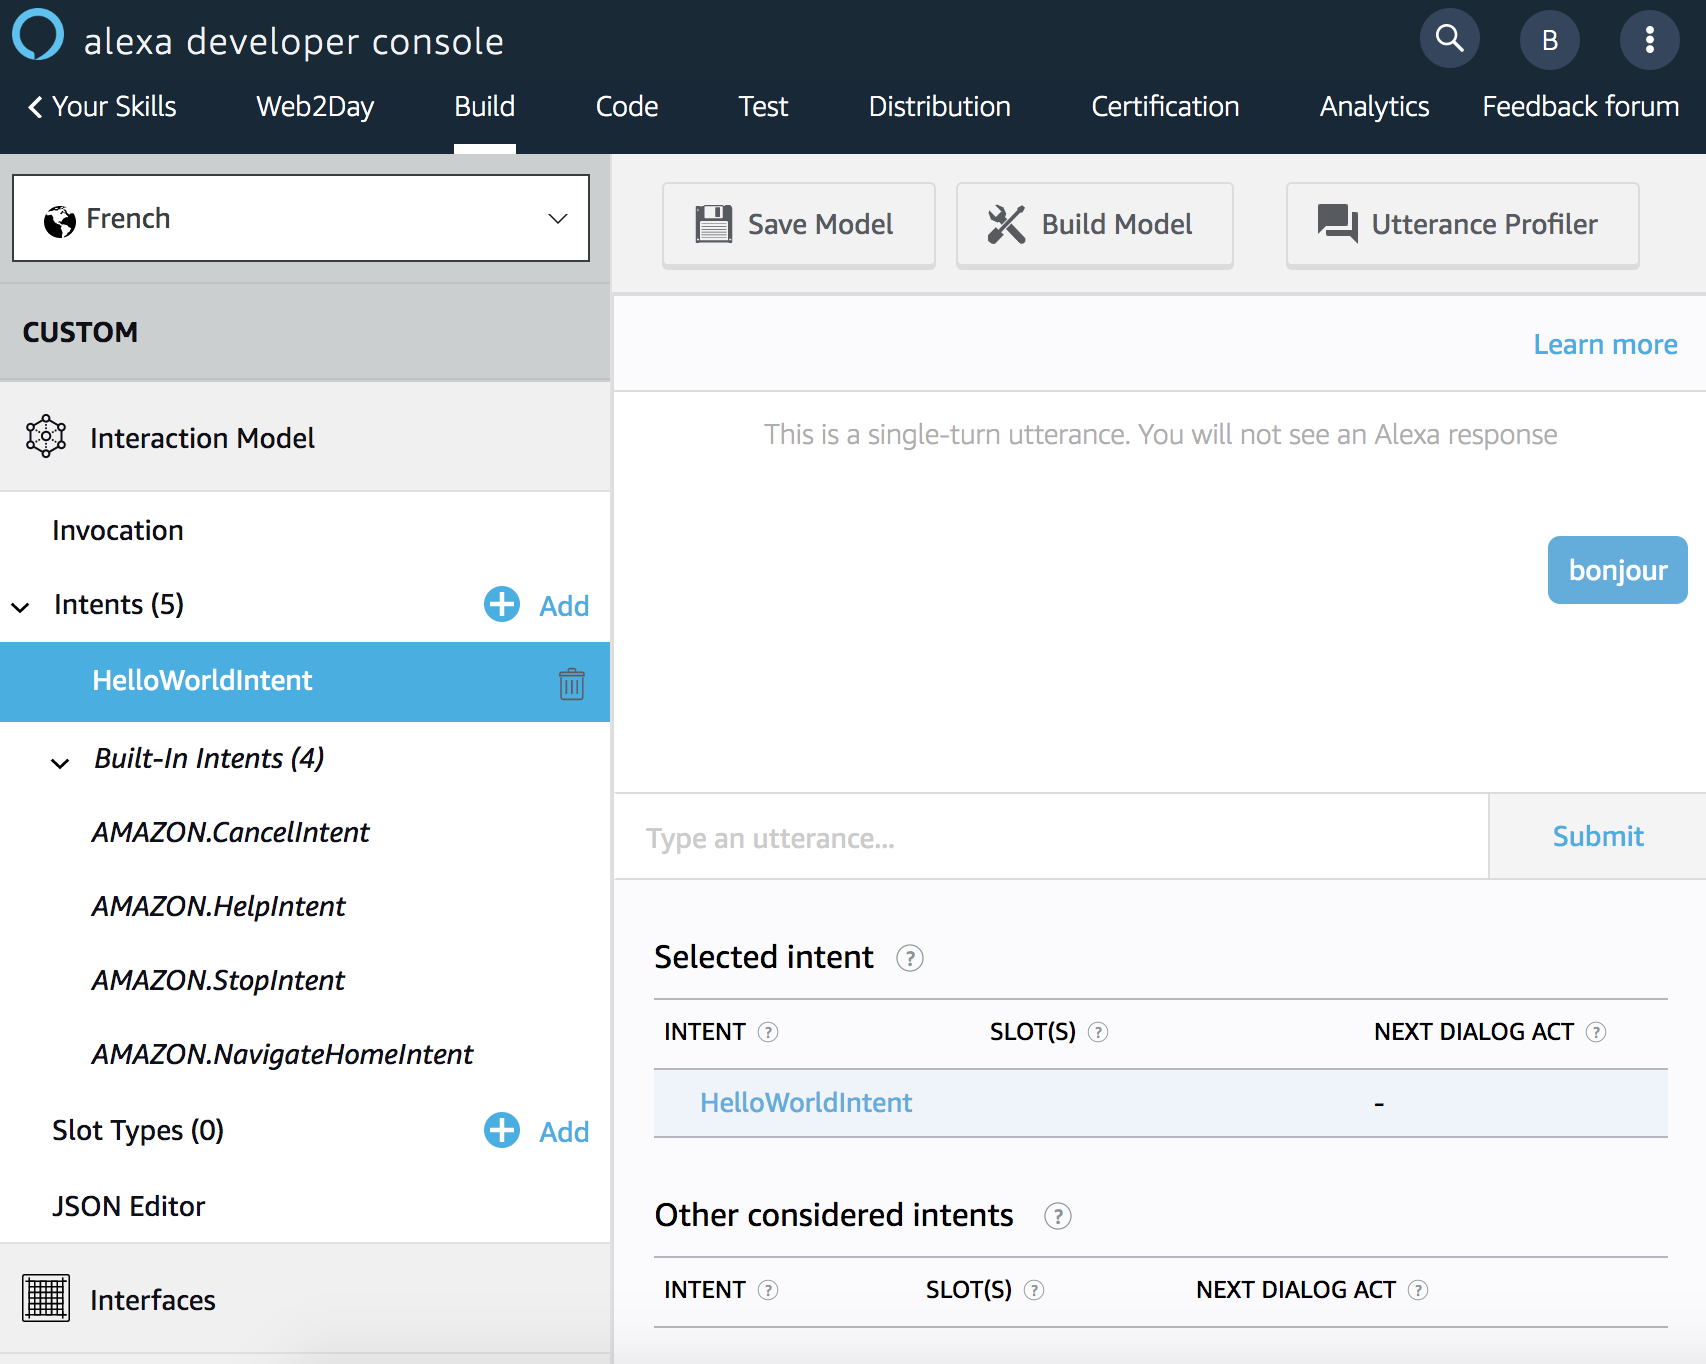 alexa developer console
B
Your Skills Web2Day Build Code Test Distribution Certification Analytics Feedback forum
French
Save Model Build Model Utterance Profiler
CUSTOM
Learn more
Interaction Model
This is a single-turn utterance. You will not see an Alexa response
Invocation
bonjour
Intents (5) Add
HelloWorldIntent
Built-In Intents (4)
AMAZON.CancelIntent
Type an utterance... Submit
AMAZON.HelpIntent
Selected intent ?
AMAZON.StopIntent
INTENT ? SLOT(S) ? NEXT DIALOG ACT ?
AMAZON.NavigateHomeIntent
HelloWorldIntent -
Slot Types (0) Add
JSON Editor
Other considered intents ?
INTENT ? SLOT(S) ? NEXT DIALOG ACT ?
Interfaces